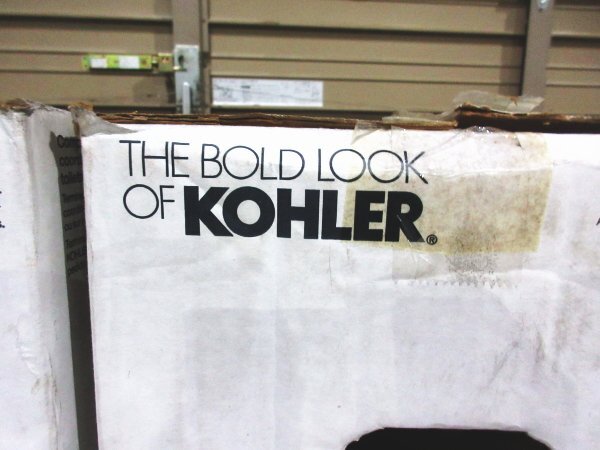 THE BOLD LOOK
OF KOHLER®